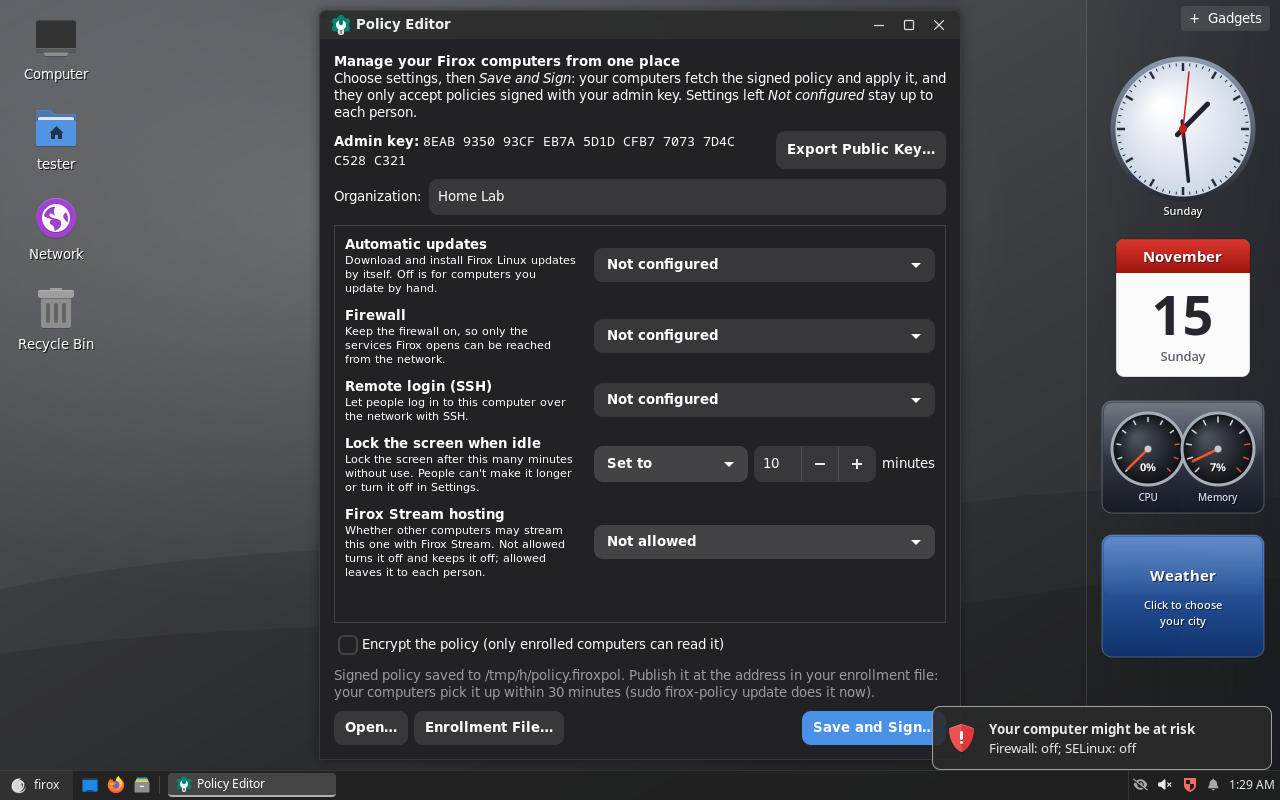 Policy Editor
+ Gadgets
Computer
tester
Network
Recycle Bin
Manage your Firox computers from one place
Choose settings, then Save and Sign: your computers fetch the signed policy and apply it, and
they only accept policies signed with your admin key. Settings left Not configured stay up to
each person.
Admin key: 8EAB 9350 93CF EB7A 5D1D CFB7 7073 7D4C
C528 C321
Export Public Key...
Organization: Home Lab
Automatic updates
Download and install Firox Linux updates
by itself. Off is for computers you
update by hand.
Not configured
Firewall
Keep the firewall on, so only the
services Firox opens can be reached
from the network.
Not configured
Remote login (SSH)
Let people log in to this computer over
the network with SSH.
Not configured
Lock the screen when idle
Lock the screen after this many minutes
without use. People can't make it longer
or turn it off in Settings.
Set to 10 − + minutes
Firox Stream hosting
Whether other computers may stream
this one with Firox Stream. Not allowed
turns it off and keeps it off; allowed
leaves it to each person.
Not allowed
Encrypt the policy (only enrolled computers can read it)
Signed policy saved to /tmp/h/policy.firoxpol. Publish it at the address in your enrollment file:
your computers pick it up within 30 minutes (sudo firox-policy update does it now).
Open... Enrollment File... Save and Sign...
Sunday
November
15
Sunday
0% 7%
CPU Memory
Weather
Click to choose
your city
Your computer might be at risk
Firewall: off; SELinux: off
firox
Policy Editor
1:29 AM